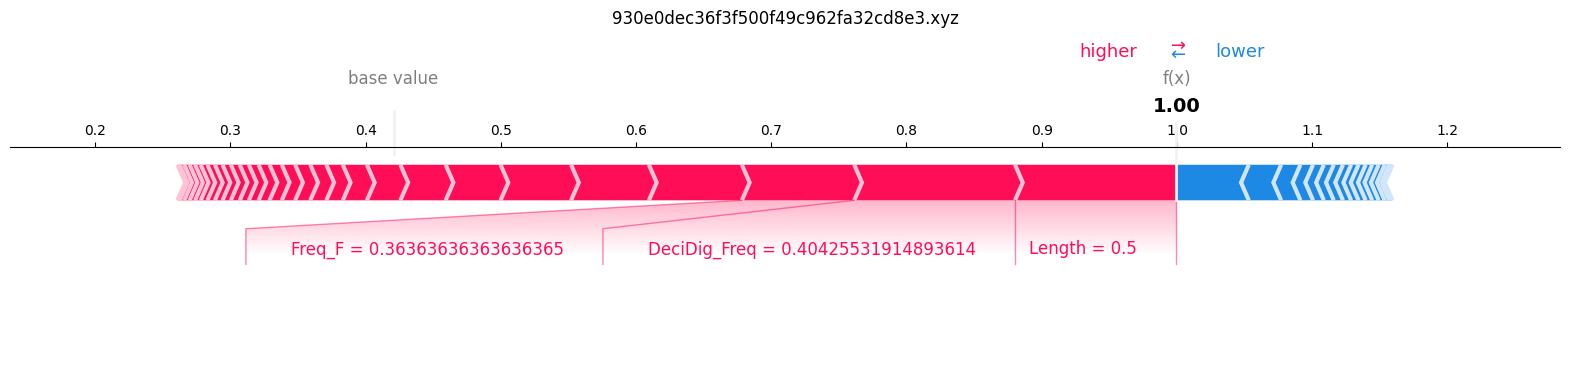 930e0dec36f3f500f49c962fa32cd8e3.xyz
higher ⇄ lower
base value f(x)
1.00
0.2 0.3 0.4 0.5 0.6 0.7 0.8 0.9 1.0 1.1 1.2
Freq_F = 0.36363636363636365 DeciDig_Freq = 0.40425531914893614 Length = 0.5